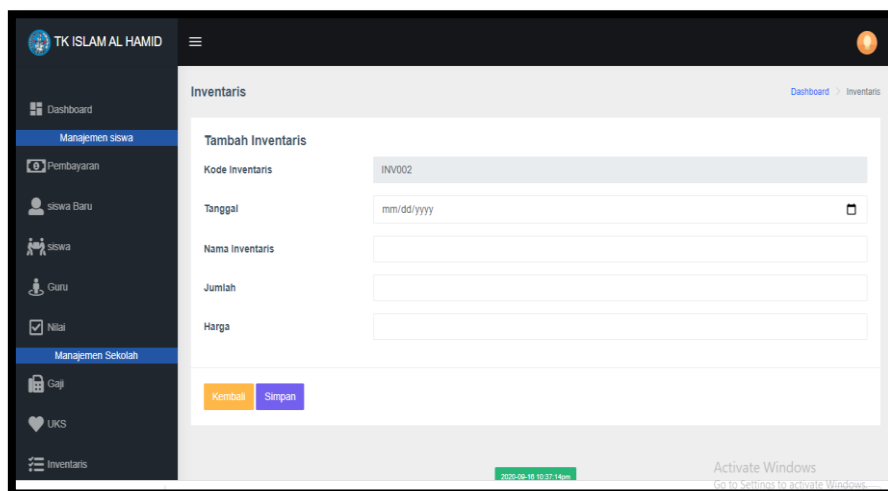 TK ISLAM AL HAMID
Dashboard
Manajemen siswa
Pembayaran
siswa Baru
siswa
Guru
Nilai
Manajemen Sekolah
Gaji
UKS
Inventaris
Inventaris
Dashboard > Inventaris
Tambah Inventaris
Kode Inventaris INV002
Tanggal mm/dd/yyyy
Nama Inventaris
Jumlah
Harga
Kembali Simpan
2020-09-16 10:37:14pm
Activate Windows
Go to Settings to activate Windows.